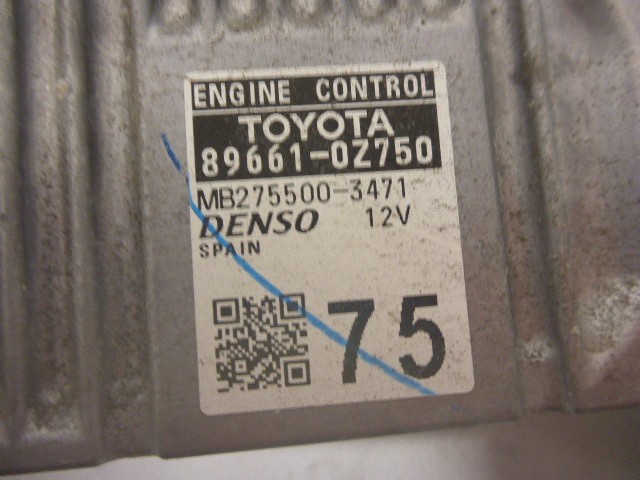 ENGINE CONTROL
TOYOTA
89661-0Z750
MB275500-3471
DENSO 12V
SPAIN
75